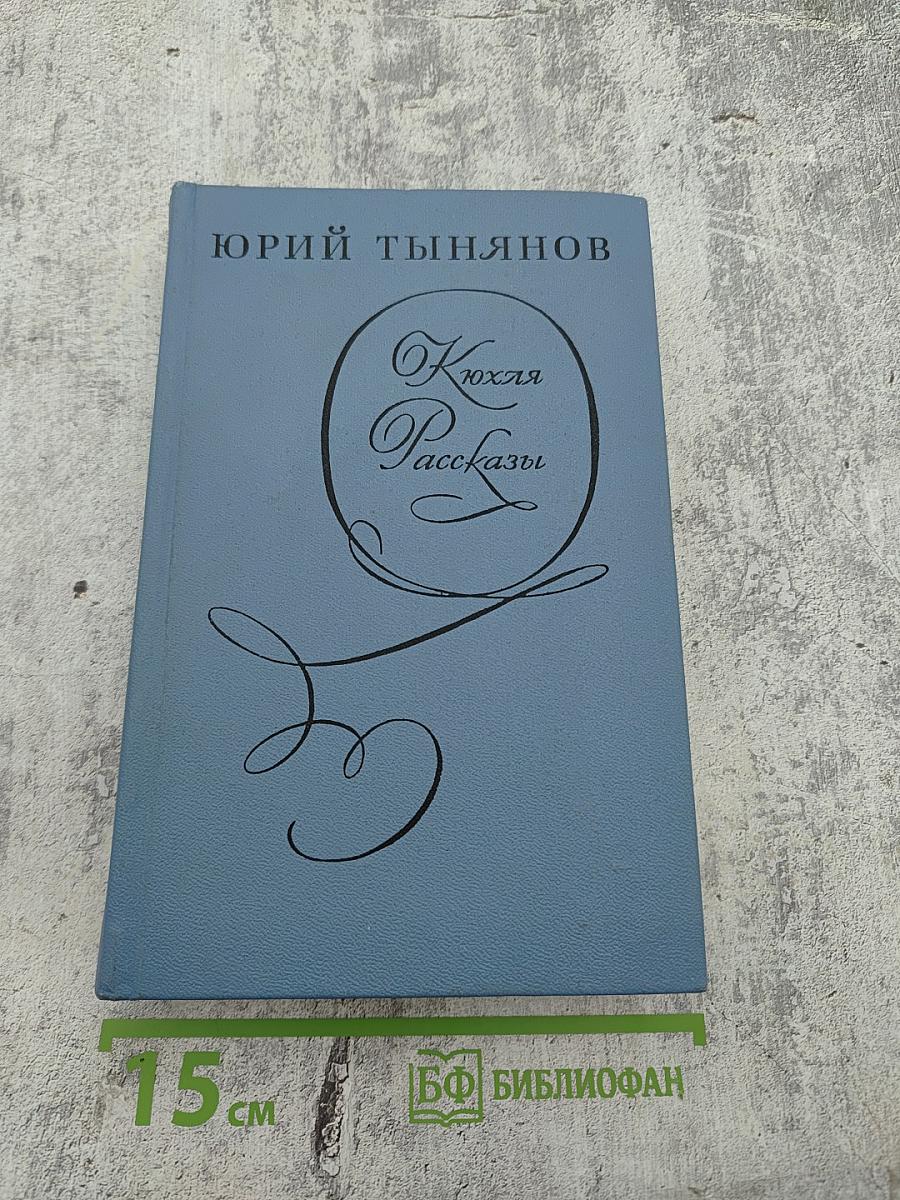 ЮРИЙ ТЫНЯНОВ
Кюхля
Рассказы
15 см
БФ БИБЛИОФАН